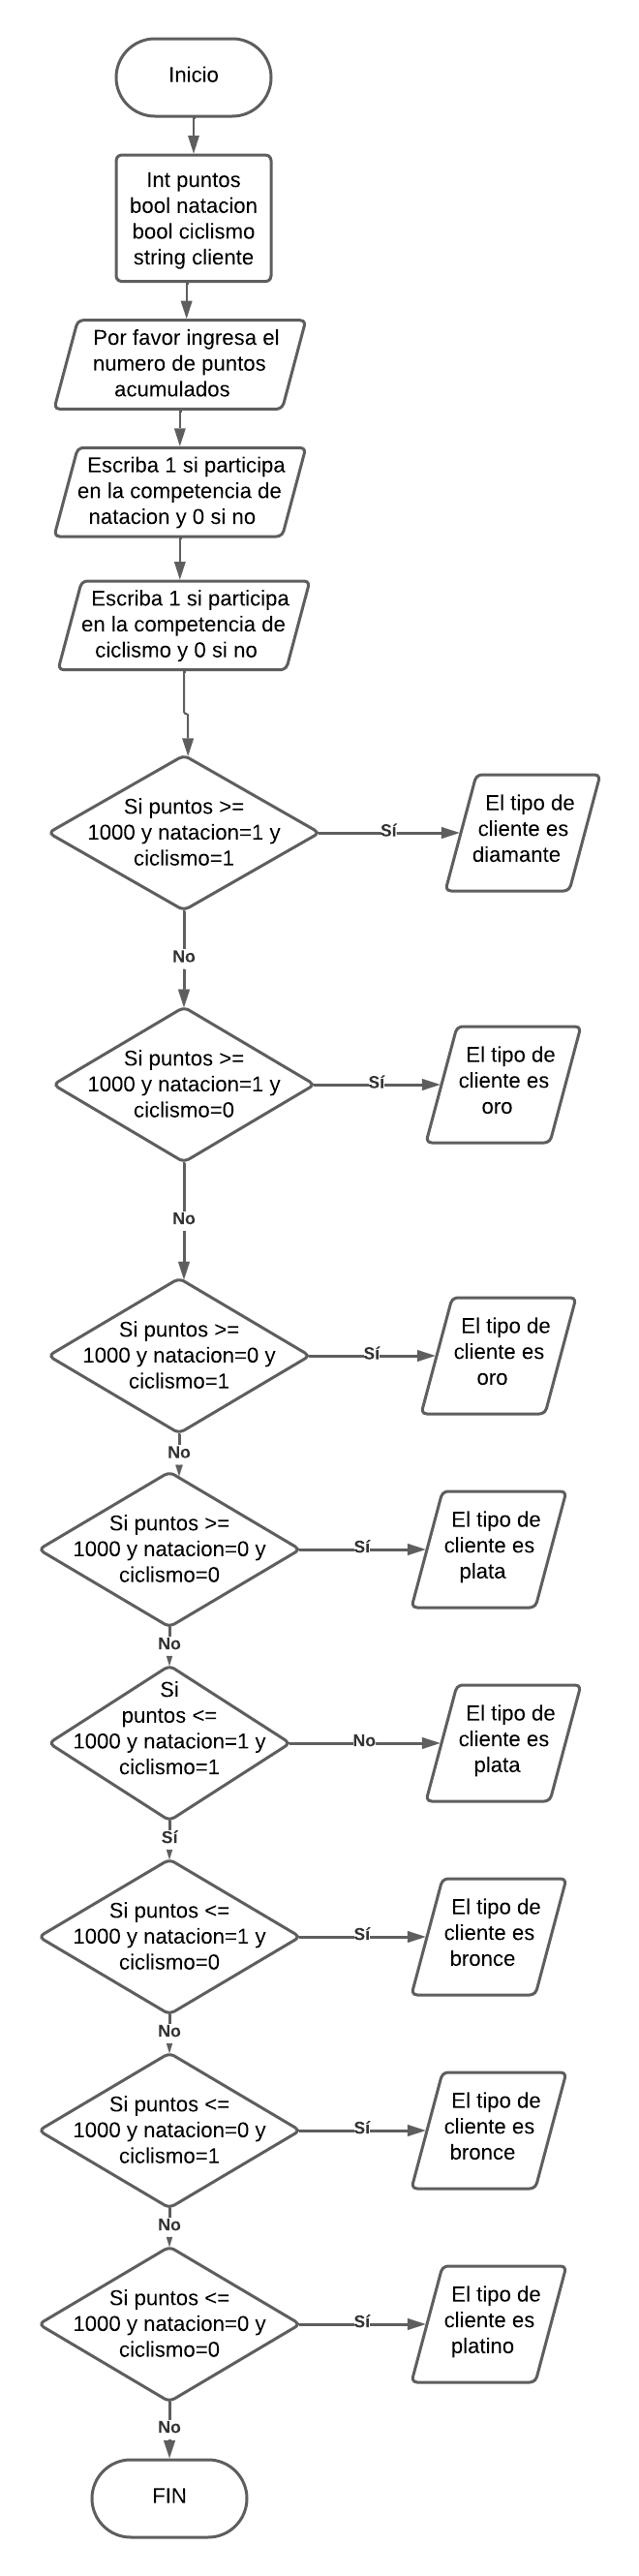 Inicio
Int puntos
bool natacion
bool ciclismo
string cliente
Por favor ingresa el
numero de puntos
acumulados
Escriba 1 si participa
en la competencia de
natacion y 0 si no
Escriba 1 si participa
en la competencia de
ciclismo y 0 si no
Si puntos >=
1000 y natacion=1 y
ciclismo=1
Sí
El tipo de
cliente es
diamante
No
Si puntos >=
1000 y natacion=1 y
ciclismo=0
Sí
El tipo de
cliente es
oro
No
Si puntos >=
1000 y natacion=0 y
ciclismo=1
Sí
El tipo de
cliente es
oro
No
Si puntos >=
1000 y natacion=0 y
ciclismo=0
Sí
El tipo de
cliente es
plata
No
Si
puntos <=
1000 y natacion=1 y
ciclismo=1
No
El tipo de
cliente es
plata
Sí
Si puntos <=
1000 y natacion=1 y
ciclismo=0
Sí
El tipo de
cliente es
bronce
No
Si puntos <=
1000 y natacion=0 y
ciclismo=1
Sí
El tipo de
cliente es
bronce
No
Si puntos <=
1000 y natacion=0 y
ciclismo=0
Sí
El tipo de
cliente es
platino
No
FIN